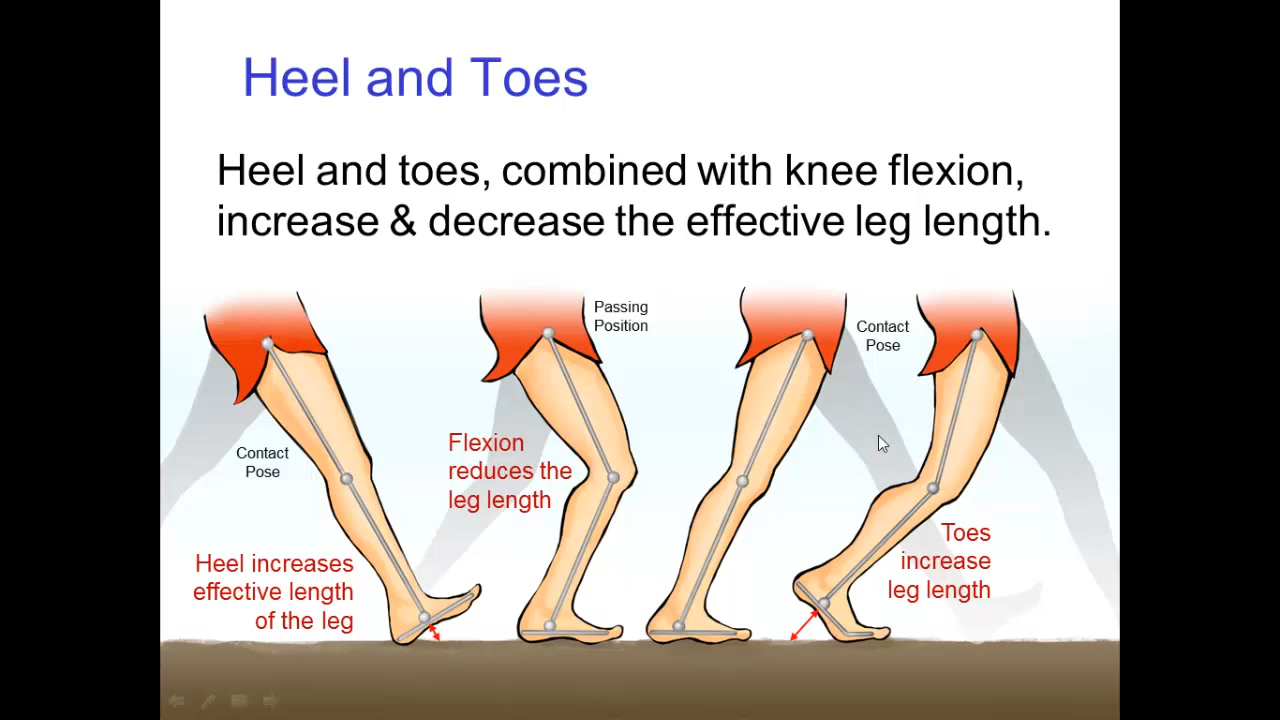 Heel and Toes
Heel and toes, combined with knee flexion,
increase & decrease the effective leg length.
Passing
Position
Contact
Pose
Contact
Pose
Flexion
reduces the
leg length
Heel increases
effective length
of the leg
Toes
increase
leg length